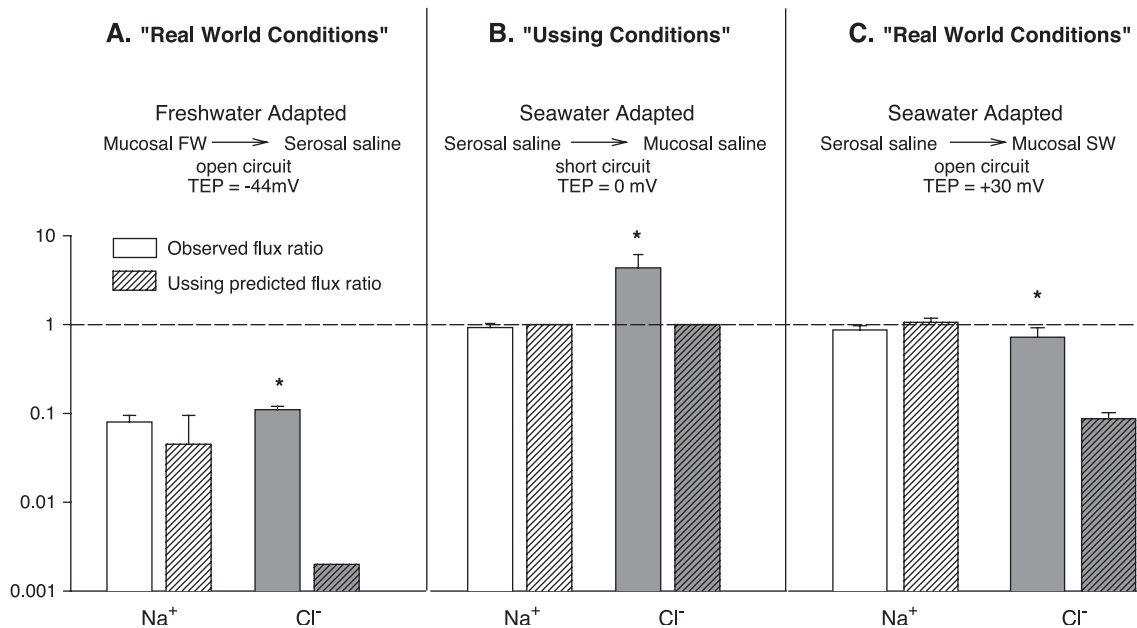 A. "Real World Conditions"
Freshwater Adapted
Mucosal FW → Serosal saline
open circuit
TEP = -44mV
B. "Ussing Conditions"
Seawater Adapted
Serosal saline → Mucosal saline
short circuit
TEP = 0 mV
C. "Real World Conditions"
Seawater Adapted
Serosal saline → Mucosal SW
open circuit
TEP = +30 mV
Observed flux ratio
Ussing predicted flux ratio
10
1
0.1
0.01
0.001
*
*
*
Na⁺ Cl⁻
Na⁺ Cl⁻
Na⁺ Cl⁻